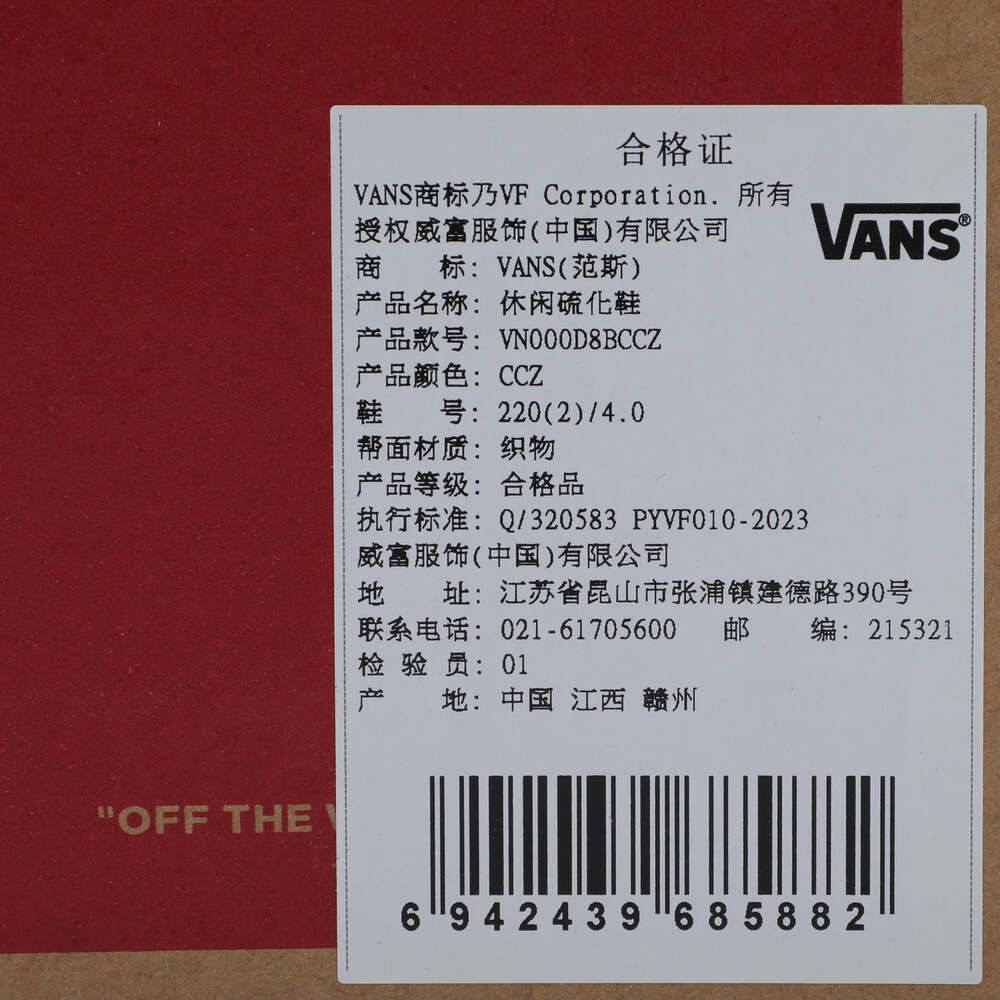 合格证
VANS商标乃VF Corporation. 所有
授权威富服饰(中国)有限公司
VANS®
商 标: VANS(范斯)
产品名称: 休闲硫化鞋
产品款号: VN000D8BCCZ
产品颜色: CCZ
鞋 号: 220(2)/4.0
帮面材质: 织物
产品等级: 合格品
执行标准: Q/320583 PYVF010-2023
威富服饰(中国)有限公司
地 址: 江苏省昆山市张浦镇建德路390号
联系电话: 021-61705600 邮 编: 215321
检 验 员: 01
产 地: 中国 江西 赣州
"OFF THE
6 942439 685882